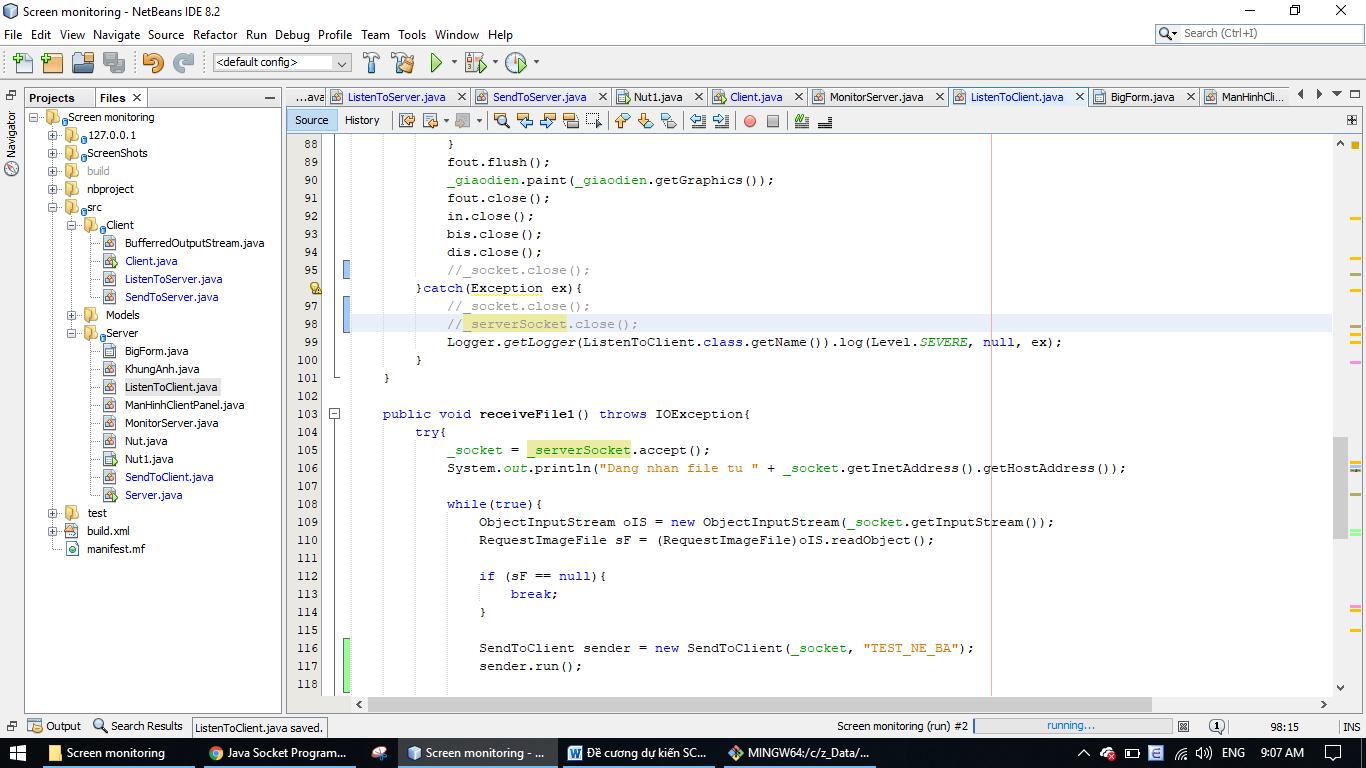 Screen monitoring - NetBeans IDE 8.2
File Edit View Navigate Source Refactor Run Debug Profile Team Tools Window Help
Search (Ctrl+I)
<default config>
Projects Files
...ava ListenToServer.java SendToServer.java Nut1.java Client.java MonitorServer.java ListenToClient.java BigForm.java ManHinhCli...
Source History
Navigator
Screen monitoring
127.0.0.1
ScreenShots
build
nbproject
src
Client
BufferredOutputStream.java
Client.java
ListenToServer.java
SendToServer.java
Models
Server
BigForm.java
KhungAnh.java
ListenToClient.java
ManHinhClientPanel.java
MonitorServer.java
Nut.java
Nut1.java
SendToClient.java
Server.java
test
build.xml
manifest.mf
88 }
89 fout.flush();
90 _giaodien.paint(_giaodien.getGraphics());
91 fout.close();
92 in.close();
93 bis.close();
94 dis.close();
95 //_socket.close();
}catch(Exception ex){
97 //_socket.close();
98 //_serverSocket.close();
99 Logger.getLogger(ListenToClient.class.getName()).log(Level.SEVERE, null, ex);
100 }
101 }
102
103 public void receiveFile1() throws IOException{
104 try{
105 _socket = _serverSocket.accept();
106 System.out.println("Dang nhan file tu " + _socket.getInetAddress().getHostAddress());
107
108 while(true){
109 ObjectInputStream oIS = new ObjectInputStream(_socket.getInputStream());
110 RequestImageFile sF = (RequestImageFile)oIS.readObject();
111
112 if (sF == null){
113 break;
114 }
115
116 SendToClient sender = new SendToClient(_socket, "TEST_NE_BA");
117 sender.run();
118
Output Search Results ListenToClient.java saved. Screen monitoring (run) #2 running... 1 98:15 INS
Screen monitoring Java Socket Program... Screen monitoring - ... Đề cương dự kiến SC... MINGW64:/c/z_Data/... ENG 9:07 AM